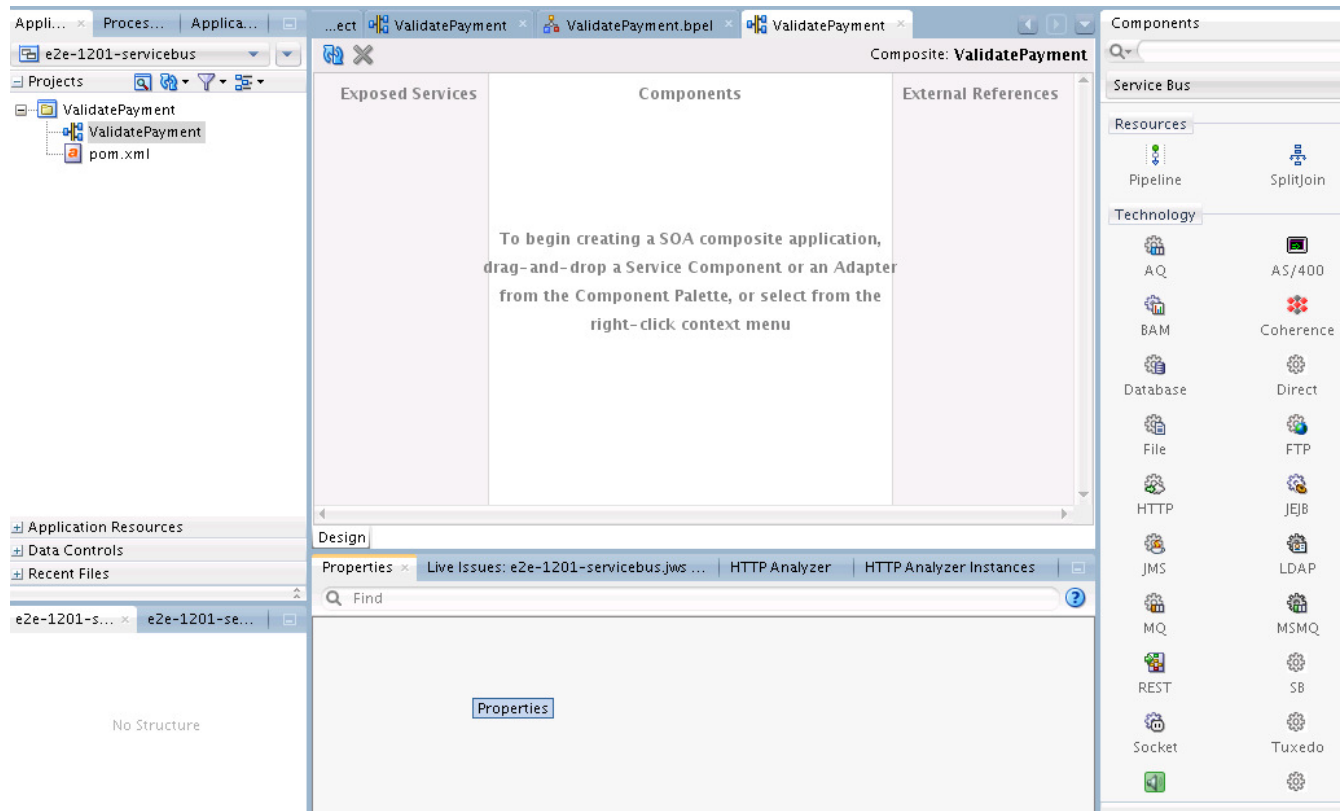 Appli...
Proces...
Applica...
e2e-1201-servicebus
Projects
ValidatePayment
ValidatePayment
pom.xml
Application Resources
Data Controls
Recent Files
e2e-1201-s...
e2e-1201-se...
No Structure
...ect
ValidatePayment
ValidatePayment.bpel
ValidatePayment
Composite: ValidatePayment
Exposed Services
Components
External References
To begin creating a SOA composite application,
drag-and-drop a Service Component or an Adapter
from the Component Palette, or select from the
right-click context menu
Design
Properties
Live Issues: e2e-1201-servicebus.jws ...
HTTP Analyzer
HTTP Analyzer Instances
Find
Properties
Components
Service Bus
Resources
Pipeline
SplitJoin
Technology
AQ
AS/400
BAM
Coherence
Database
Direct
File
FTP
HTTP
JEJB
JMS
LDAP
MQ
MSMQ
REST
SB
Socket
Tuxedo